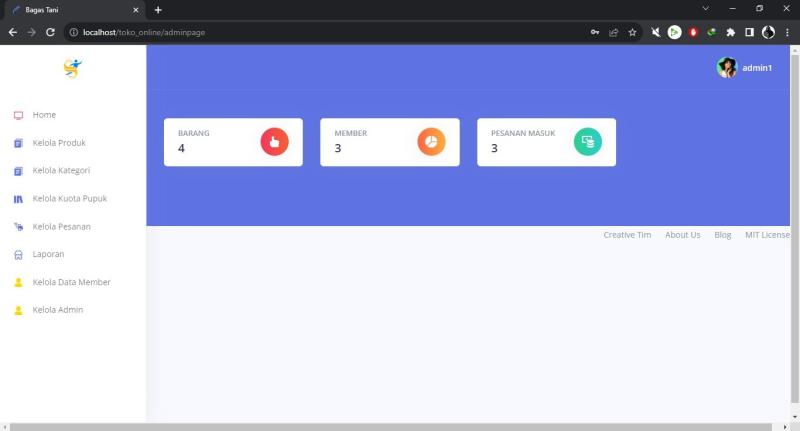 Bagas Tani
localhost/toko_online/adminpage
admin1
Home
Kelola Produk
Kelola Kategori
Kelola Kuota Pupuk
Kelola Pesanan
Laporan
Kelola Data Member
Kelola Admin
BARANG
4
MEMBER
3
PESANAN MASUK
3
Creative Tim About Us Blog MIT License